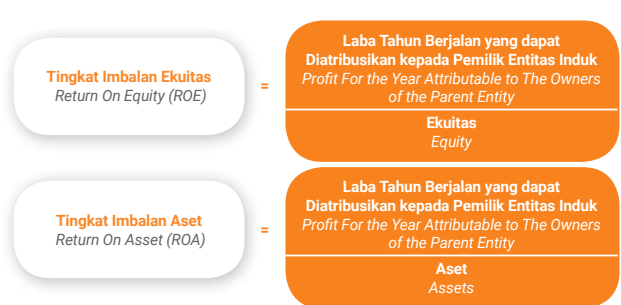 Tingkat Imbalan Ekuitas
Return On Equity (ROE)
=
Laba Tahun Berjalan yang dapat
Diatribusikan kepada Pemilik Entitas Induk
Profit For the Year Attributable to The Owners
of the Parent Entity
Ekuitas
Equity
Tingkat Imbalan Aset
Return On Asset (ROA)
=
Laba Tahun Berjalan yang dapat
Diatribusikan kepada Pemilik Entitas Induk
Profit For the Year Attributable to The Owners
of the Parent Entity
Aset
Assets